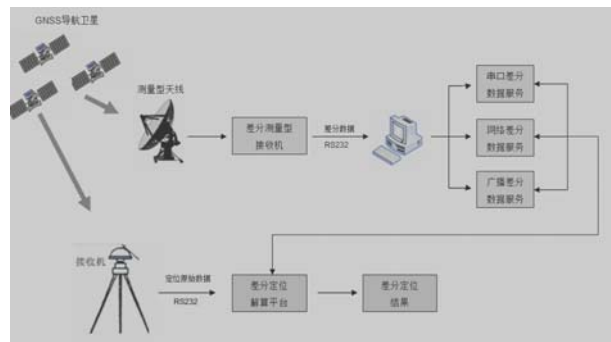 GNSS导航卫星
测量型天线
差分测量型
接收机
差分数据
RS232
串口差分
数据服务
网络差分
数据服务
广播差分
数据服务
接收机
定位原始数据
RS232
差分定位
解算平台
差分定位
结果